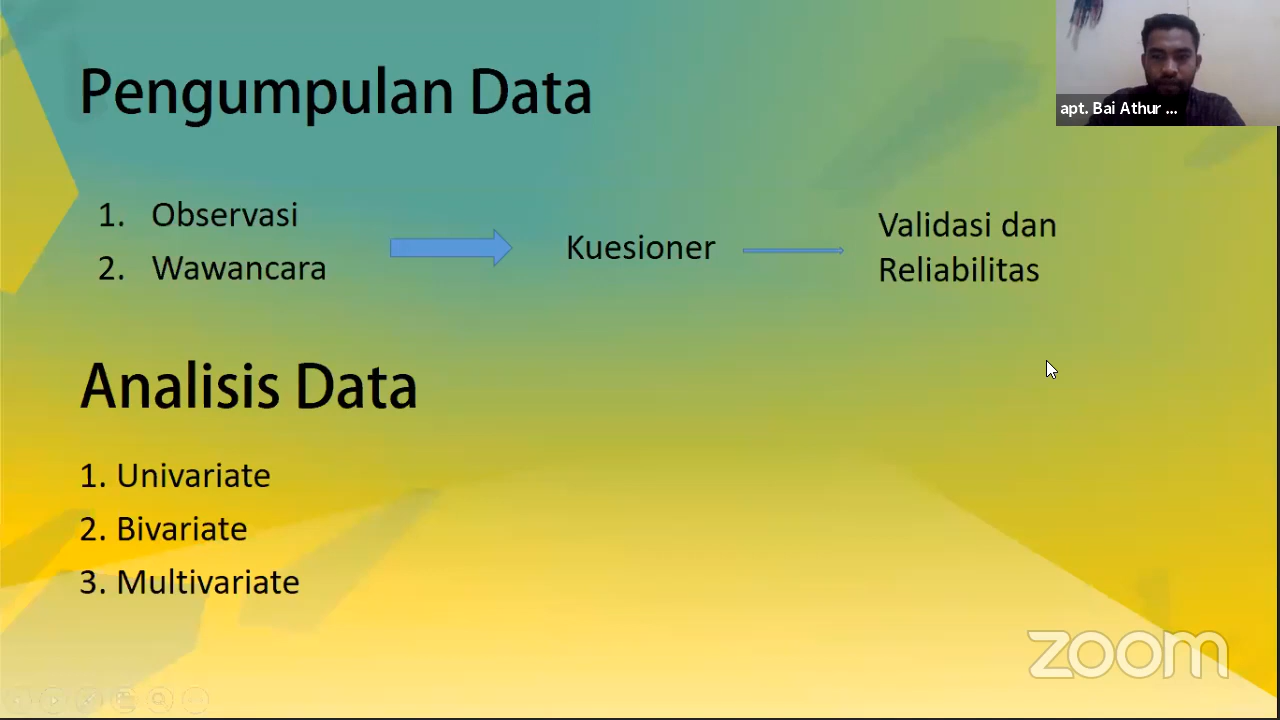 Pengumpulan Data
apt. Bai Athur ...
1. Observasi
2. Wawancara
Kuesioner
Validasi dan
Reliabilitas
Analisis Data
1. Univariate
2. Bivariate
3. Multivariate
zoom